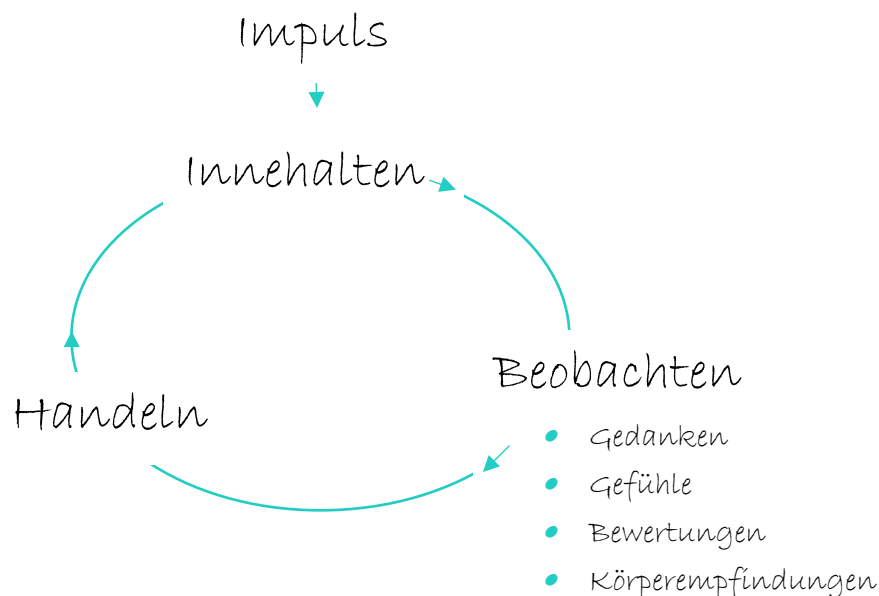 Impuls
Innehalten
Beobachten
Gedanken
Gefühle
Bewertungen
Körperempfindungen
Handeln